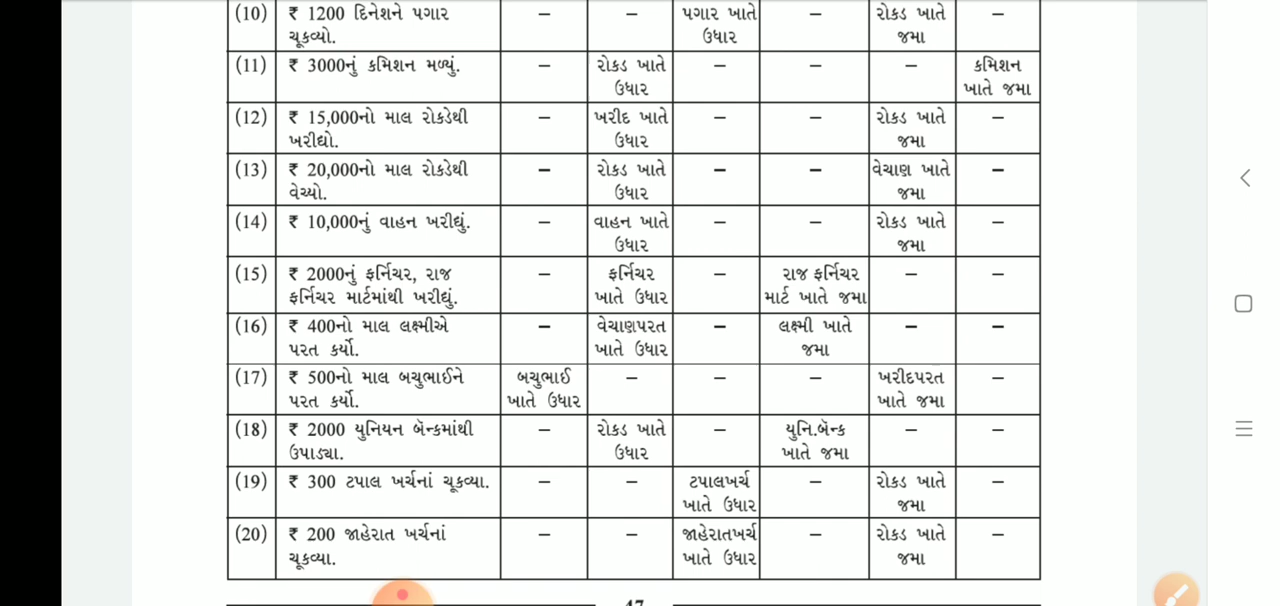 (10) ₹ 1200 દિનેશને પગાર – – પગાર ખાતે – રોકડ ખાતે –
ચૂકવ્યો. ઉધાર જમા
(11) ₹ 3000નું કમિશન મળ્યું. – રોકડ ખાતે – – – કમિશન
ઉધાર ખાતે જમા
(12) ₹ 15,000નો માલ રોકડેથી – ખરીદ ખાતે – – રોકડ ખાતે –
ખરીદ્યો. ઉધાર જમા
(13) ₹ 20,000નો માલ રોકડેથી – રોકડ ખાતે – – વેચાણ ખાતે –
વેચ્યો. ઉધાર જમા
(14) ₹ 10,000નું વાહન ખરીદ્યું. – વાહન ખાતે – – રોકડ ખાતે –
ઉધાર જમા
(15) ₹ 2000નું ફર્નિચર, રાજ – ફર્નિચર – રાજ ફર્નિચર – –
ફર્નિચર માર્ટમાંથી ખરીદ્યું. ખાતે ઉધાર માર્ટ ખાતે જમા
(16) ₹ 400નો માલ લક્ષ્મીએ – વેચાણપરત – લક્ષ્મી ખાતે – –
પરત કર્યો. ખાતે ઉધાર જમા
(17) ₹ 500નો માલ બચુભાઈને બચુભાઈ – – – ખરીદપરત –
પરત કર્યો. ખાતે ઉધાર ખાતે જમા
(18) ₹ 2000 યુનિયન બૅન્કમાંથી – રોકડ ખાતે – યુનિ.બૅન્ક – –
ઉપાડ્યા. ઉધાર ખાતે જમા
(19) ₹ 300 ટપાલ ખર્ચનાં ચૂકવ્યા. – – ટપાલખર્ચ – રોકડ ખાતે –
ખાતે ઉધાર જમા
(20) ₹ 200 જાહેરાત ખર્ચનાં – – જાહેરાતખર્ચ – રોકડ ખાતે –
ચૂકવ્યા. ખાતે ઉધાર જમા
47